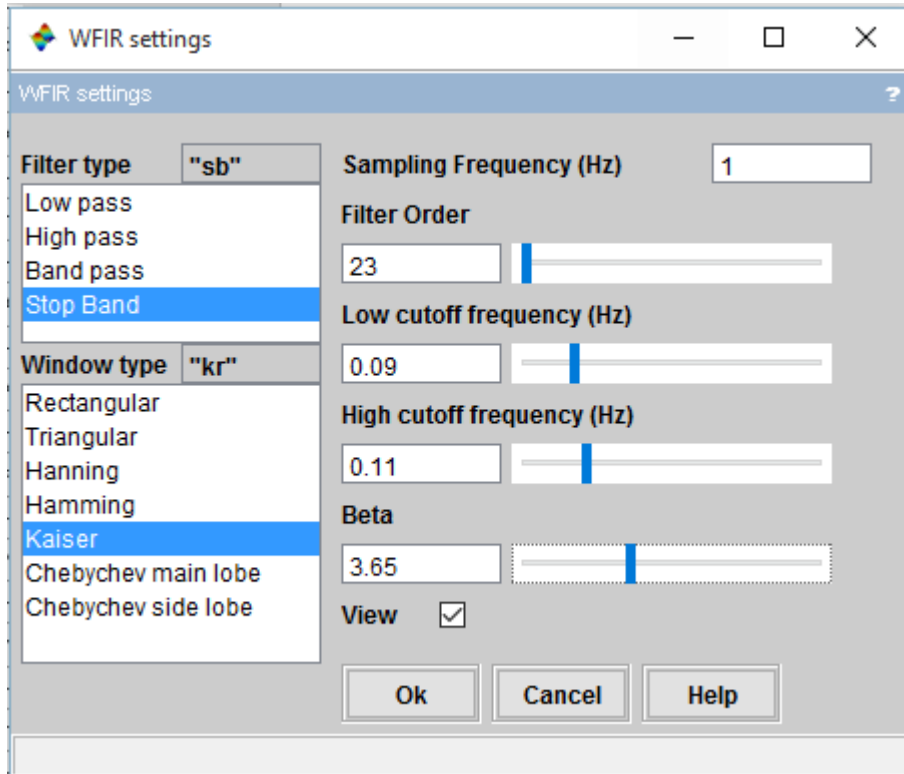 WFIR settings
WFIR settings
?
Filter type
"sb"
Low pass
High pass
Band pass
Stop Band
Window type
"kr"
Rectangular
Triangular
Hanning
Hamming
Kaiser
Chebychev main lobe
Chebychev side lobe
Sampling Frequency (Hz)
1
Filter Order
23
Low cutoff frequency (Hz)
0.09
High cutoff frequency (Hz)
0.11
Beta
3.65
View
Ok
Cancel
Help